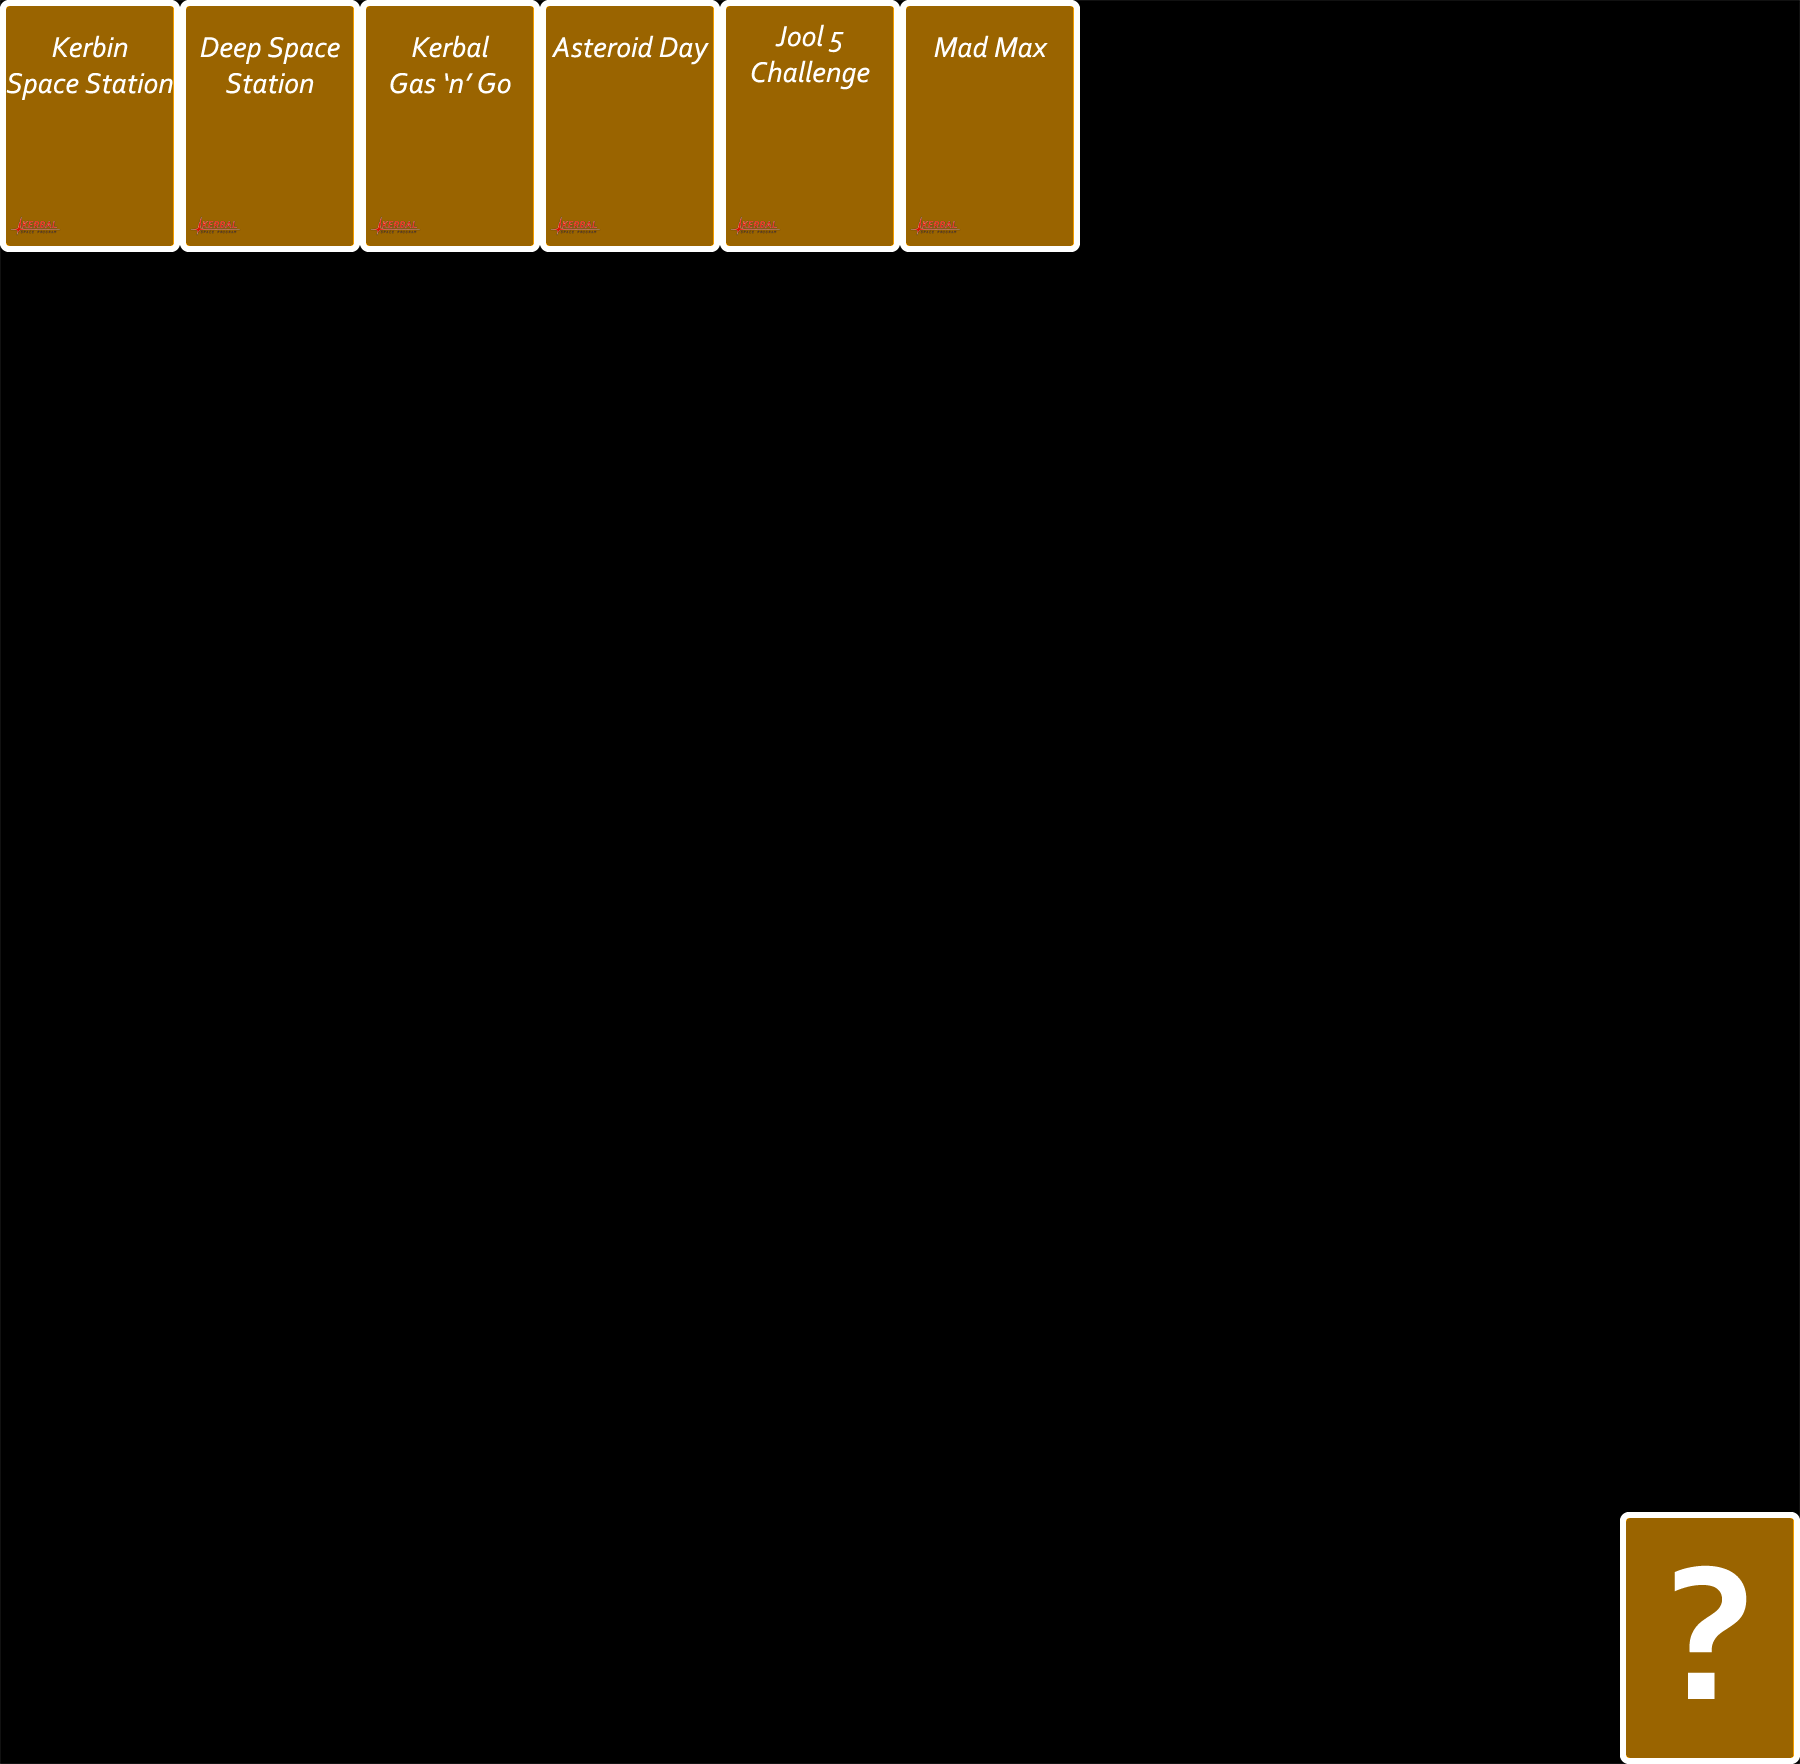 Kerbin
Space Station
Deep Space
Station
Kerbal
Gas ‘n’ Go
Asteroid Day
Jool 5
Challenge
Mad Max
?